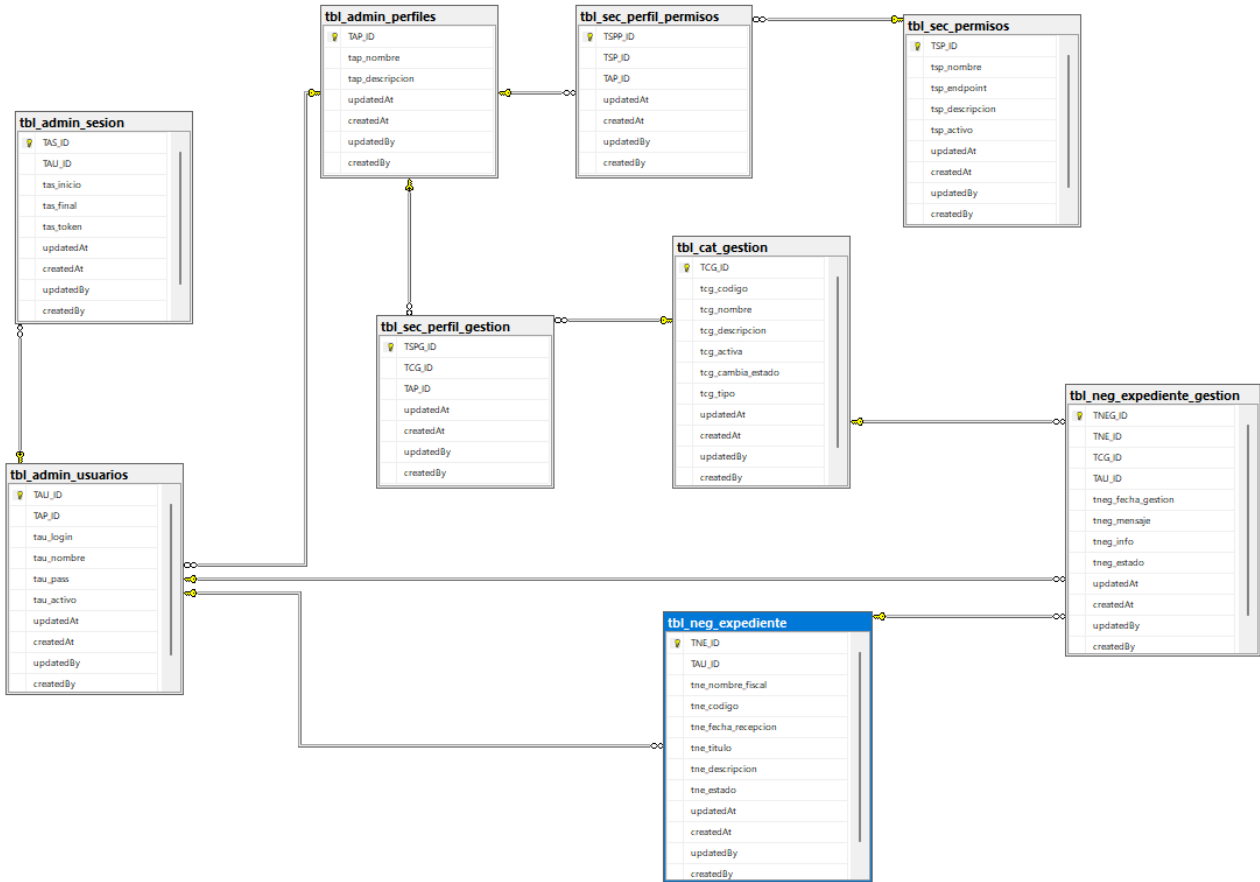 tbl_admin_perfiles
TAP_ID
tap_nombre
tap_descripcion
updatedAt
createdAt
updatedBy
createdBy
tbl_sec_perfil_permisos
TSPP_ID
TSP_ID
TAP_ID
updatedAt
createdAt
updatedBy
createdBy
tbl_sec_permisos
TSP_ID
tsp_nombre
tsp_endpoint
tsp_descripcion
tsp_activo
updatedAt
createdAt
updatedBy
createdBy
tbl_admin_sesion
TAS_ID
TAU_ID
tas_inicio
tas_final
tas_token
updatedAt
createdAt
updatedBy
createdBy
tbl_cat_gestion
TCG_ID
tcg_codigo
tcg_nombre
tcg_descripcion
tcg_activa
tcg_cambia_estado
tcg_tipo
updatedAt
createdAt
updatedBy
createdBy
tbl_sec_perfil_gestion
TSPG_ID
TCG_ID
TAP_ID
updatedAt
createdAt
updatedBy
createdBy
tbl_neg_expediente_gestion
TNEG_ID
TNE_ID
TCG_ID
TAU_ID
tneg_fecha_gestion
tneg_mensaje
tneg_info
tneg_estado
updatedAt
createdAt
updatedBy
createdBy
tbl_admin_usuarios
TAU_ID
TAP_ID
tau_login
tau_nombre
tau_pass
tau_activo
updatedAt
createdAt
updatedBy
createdBy
tbl_neg_expediente
TNE_ID
TAU_ID
tne_nombre_fiscal
tne_codigo
tne_fecha_recepcion
tne_titulo
tne_descripcion
tne_estado
updatedAt
createdAt
updatedBy
createdBy